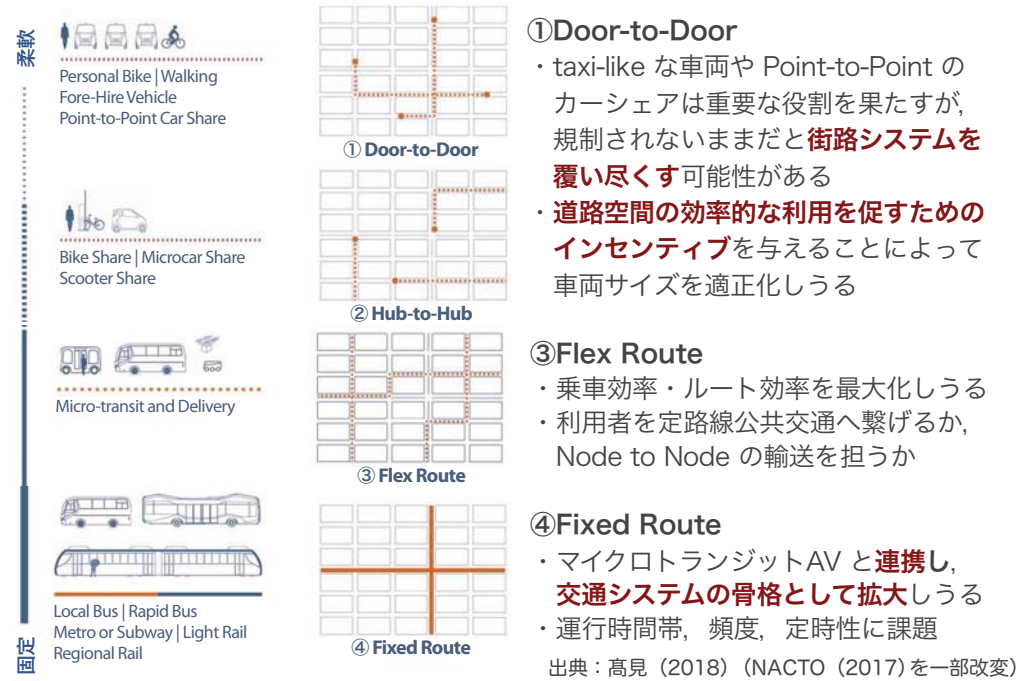 柔軟
Personal Bike | Walking
Fore-Hire Vehicle
Point-to-Point Car Share
① Door-to-Door
Bike Share | Microcar Share
Scooter Share
② Hub-to-Hub
Micro-transit and Delivery
③ Flex Route
Local Bus | Rapid Bus
Metro or Subway | Light Rail
Regional Rail
④ Fixed Route
固定
①Door-to-Door
・taxi-like な車両や Point-to-Point の
カーシェアは重要な役割を果たすが,
規制されないままだと街路システムを
覆い尽くす可能性がある
・道路空間の効率的な利用を促すための
インセンティブを与えることによって
車両サイズを適正化しうる
③Flex Route
・乗車効率・ルート効率を最大化しうる
・利用者を定路線公共交通へ繋げるか,
Node to Node の輸送を担うか
④Fixed Route
・マイクロトランジットAV と連携し,
交通システムの骨格として拡大しうる
・運行時間帯, 頻度, 定時性に課題
出典：髙見（2018）（NACTO（2017）を一部改変）